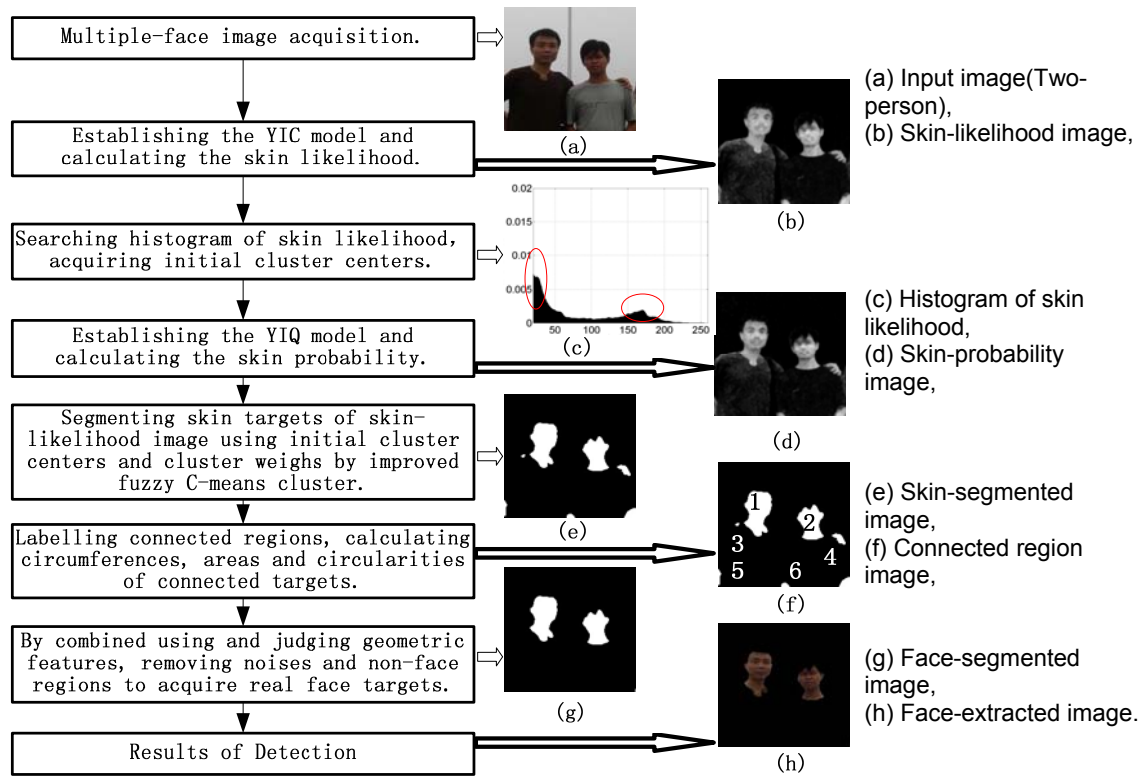 Multiple-face image acquisition.
(a)
Establishing the YIC model and
calculating the skin likelihood.
(b)
(a) Input image(Two-
person),
(b) Skin-likelihood image,
Searching histogram of skin likelihood,
acquiring initial cluster centers.
0.02
0.015
0.01
0.005
0
50 100 150 200 250
(c)
Establishing the YIQ model and
calculating the skin probability.
(d)
(c) Histogram of skin
likelihood,
(d) Skin-probability
image,
Segmenting skin targets of skin-
likelihood image using initial cluster
centers and cluster weighs by improved
fuzzy C-means cluster.
(e)
Labelling connected regions, calculating
circumferences, areas and circularities
of connected targets.
1
2
3
4
5
6
(f)
(e) Skin-segmented
image,
(f) Connected region
image,
By combined using and judging geometric
features, removing noises and non-face
regions to acquire real face targets.
(g)
Results of Detection
(h)
(g) Face-segmented
image,
(h) Face-extracted image.